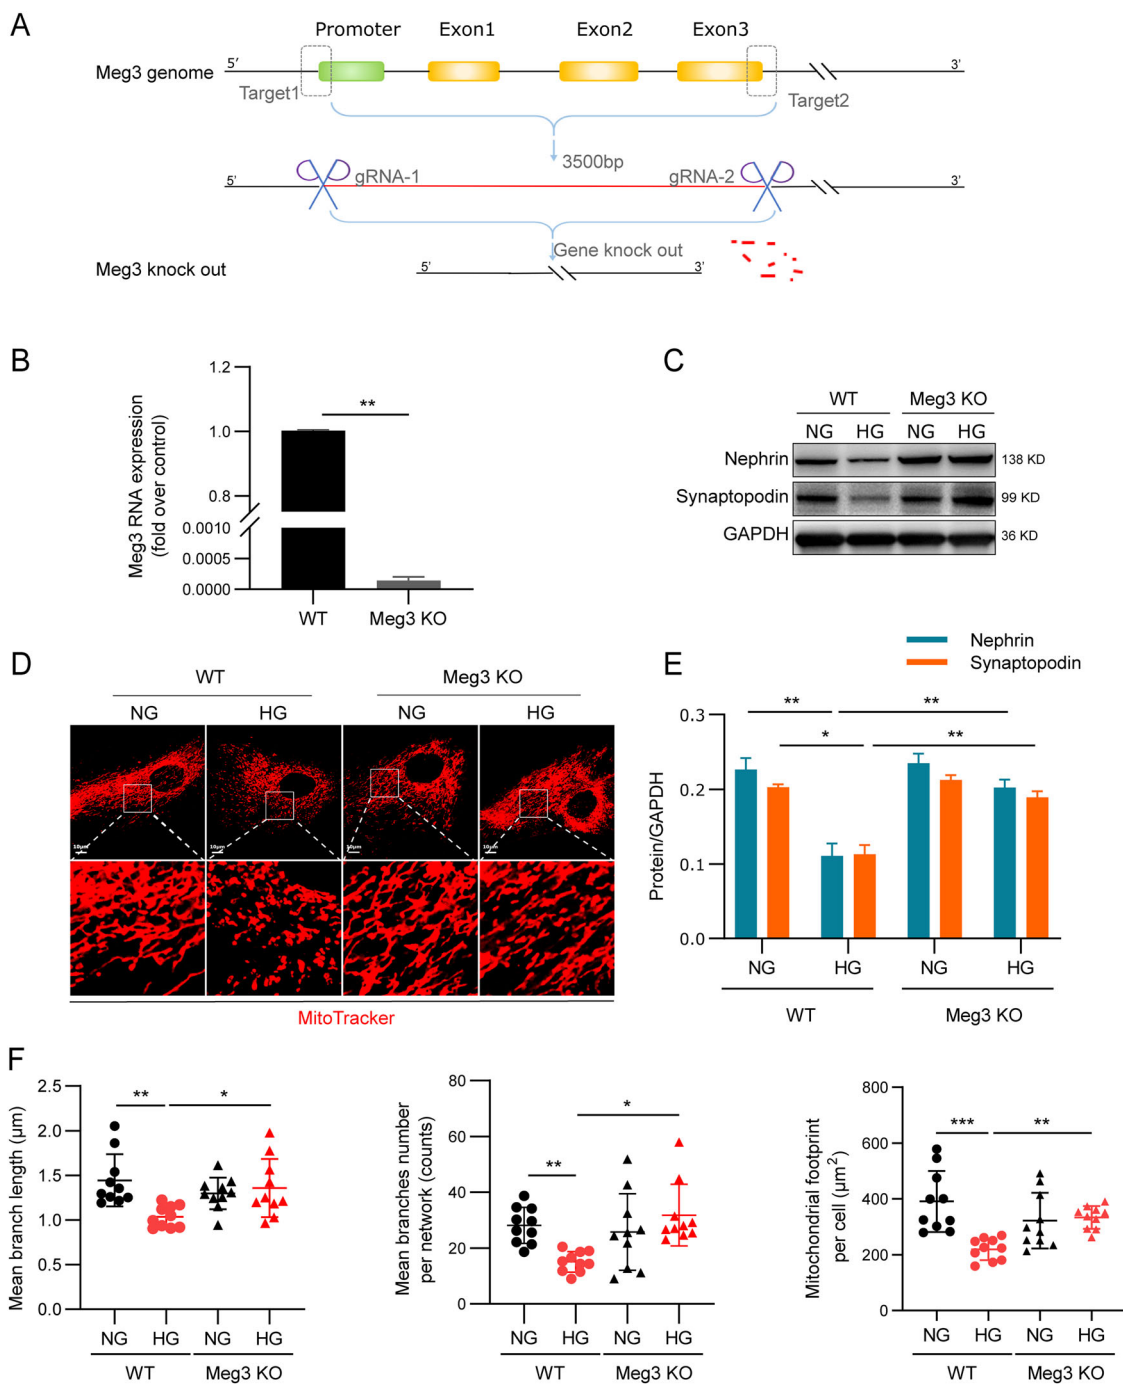 A
Promoter Exon1 Exon2 Exon3
Meg3 genome 5' 3'
Target1 Target2
3500bp
5' gRNA-1 gRNA-2 3'
Gene knock out
Meg3 knock out 5' 3'
B
Meg3 RNA expression
(fold over control)
1.2
1.0
0.8
0.0010
0.0005
0.0000
**
WT Meg3 KO
C
WT Meg3 KO
NG HG NG HG
Nephrin 138 KD
Synaptopodin 99 KD
GAPDH 36 KD
D
WT Meg3 KO
NG HG NG HG
10μm 10μm 10μm 10μm
MitoTracker
E
Nephrin
Synaptopodin
Protein/GAPDH
0.3
0.2
0.1
0.0
** **
* **
NG HG NG HG
WT Meg3 KO
F
Mean branch length (μm)
2.5
2.0
1.5
1.0
0.5
0.0
** *
NG HG NG HG
WT Meg3 KO
Mean branches number
per network (counts)
80
60
40
20
0
*
**
NG HG NG HG
WT Meg3 KO
Mitochondrial footprint
per cell (μm²)
800
600
400
200
0
*** **
NG HG NG HG
WT Meg3 KO